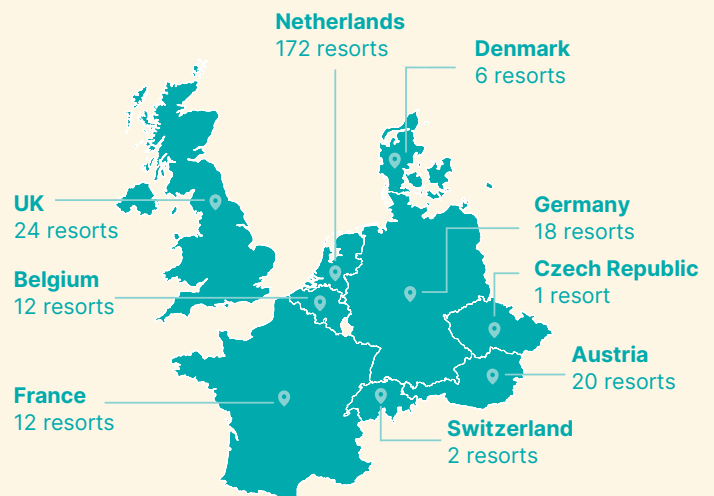 Netherlands
172 resorts
Denmark
6 resorts
UK
24 resorts
Germany
18 resorts
Belgium
12 resorts
Czech Republic
1 resort
Austria
20 resorts
France
12 resorts
Switzerland
2 resorts